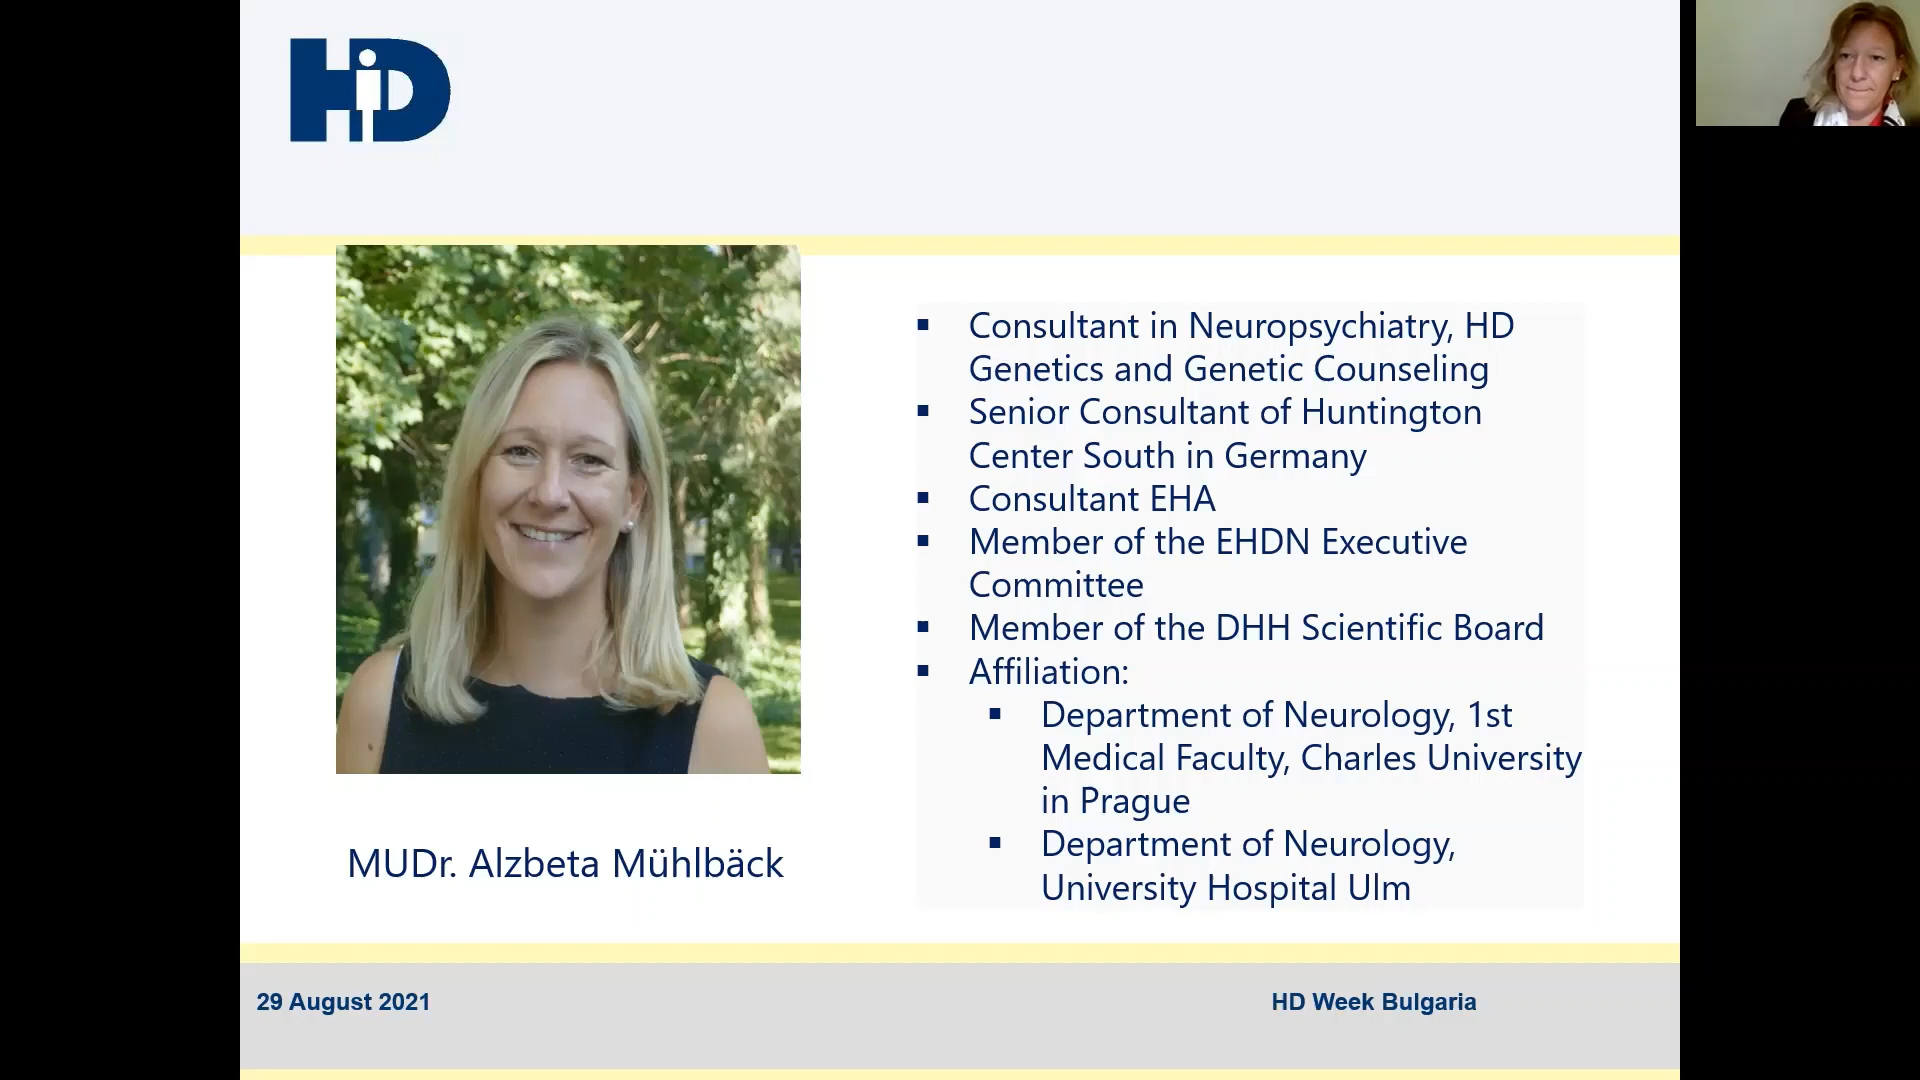 HD
MUDr. Alzbeta Mühlbäck
▪ Consultant in Neuropsychiatry, HD
Genetics and Genetic Counseling
▪ Senior Consultant of Huntington
Center South in Germany
▪ Consultant EHA
▪ Member of the EHDN Executive
Committee
▪ Member of the DHH Scientific Board
▪ Affiliation:
▪ Department of Neurology, 1st
Medical Faculty, Charles University
in Prague
▪ Department of Neurology,
University Hospital Ulm
29 August 2021
HD Week Bulgaria